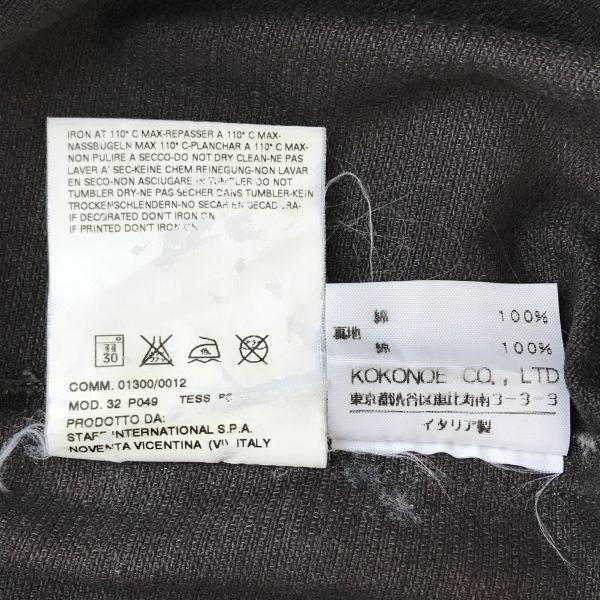 IRON AT 110° C MAX-REPASSER A 110° C MAX-
NASSBÜGELN MAX 110° C-PLANCHAR A 110° C MAX-
NON PULIRE A SECCO-DO NOT DRY CLEAN-NE PAS
LAVER A' SEC-KEINE CHEM.RFINEGUNG-NON LAVAR
EN SECO-NON ASCIUGARE IN TUMBLER-DO NOT
TUMBLER DRY-NE PAS SECHER DANS TUMBLER-KEIN
TROCKENSCHLENDERN-NO SECAR EN SECAD
IF DECORATED DON'T IRON ON
IF PRINTED DON'T IRON ON
30
COMM. 01300/0012
MOD. 32 P049 TESS
PRODOTTO DA:
STAFF INTERNATIONAL S.P.A.
NOVENTA VICENTINA (VI) ITALY
綿 100%
裏地
綿 100%
KOKONOE CO., LTD
東京都渋谷区恵比寿南3-3-3
イタリア製